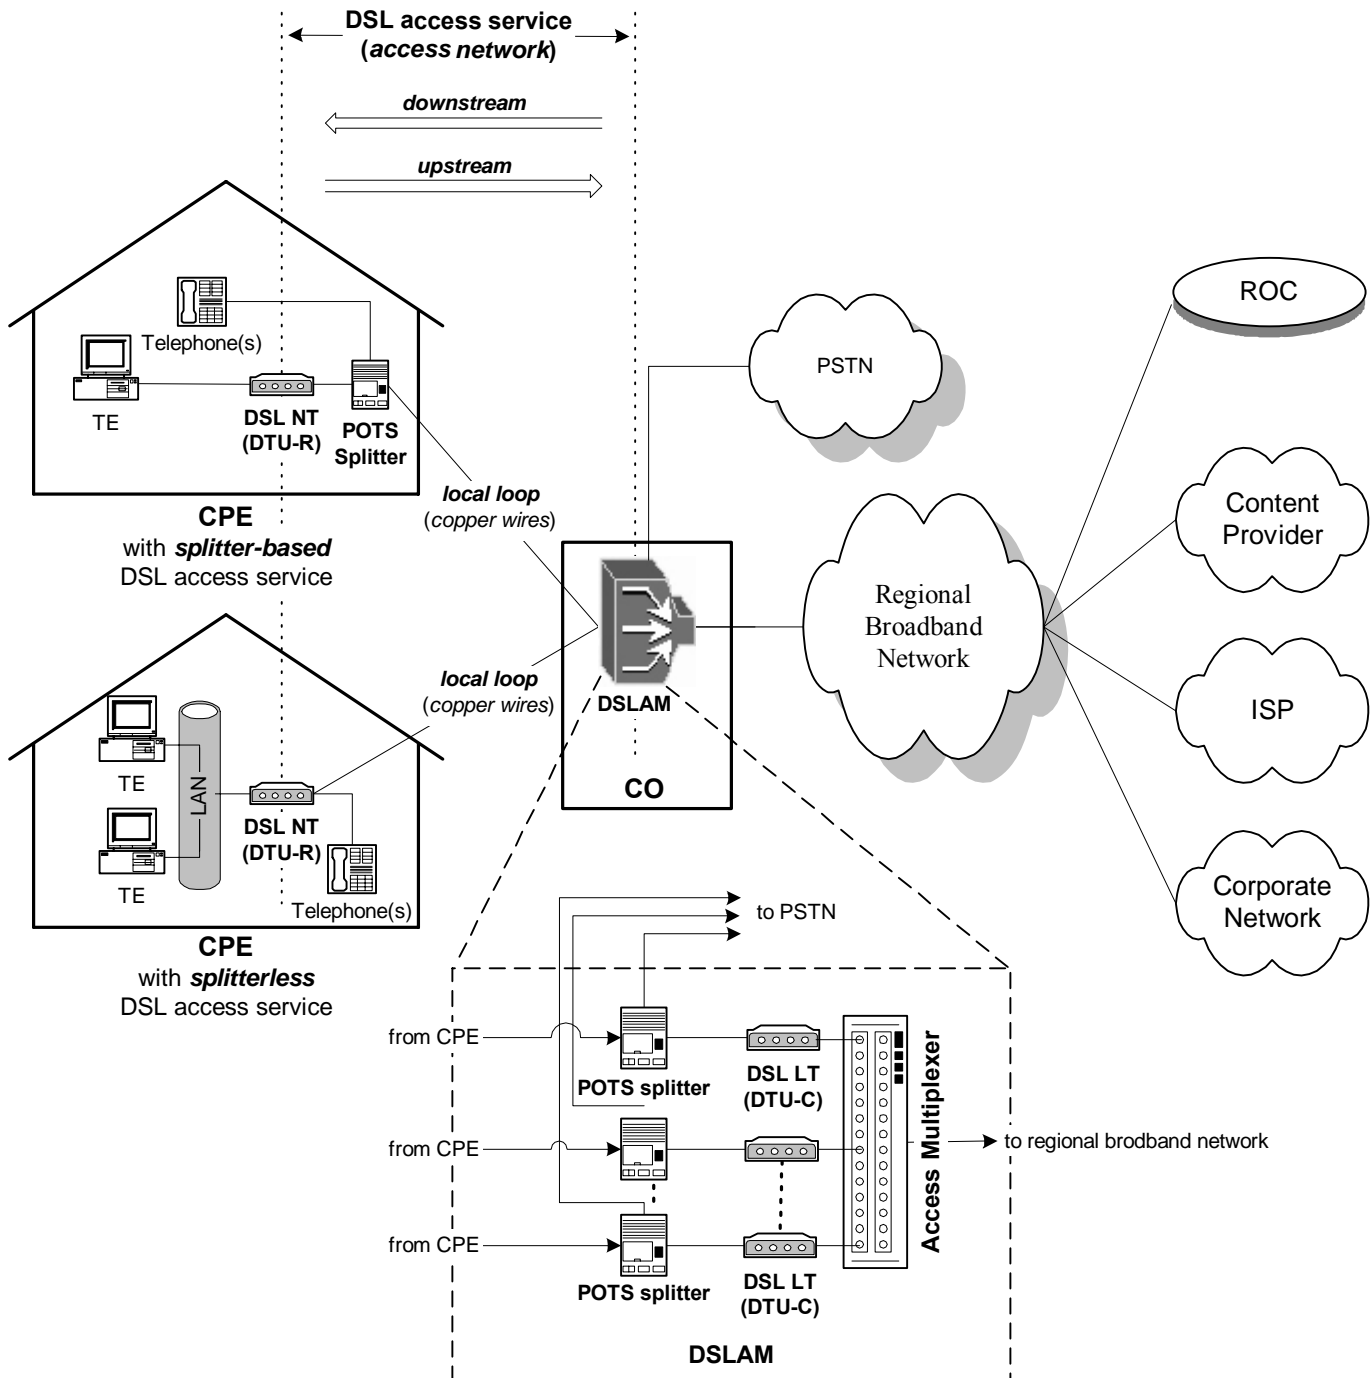 DSL access service
(access network)
downstream
upstream
Telephone(s)
TE
DSL NT
(DTU-R)
POTS
Splitter
CPE
with splitter-based
DSL access service
local loop
(copper wires)
PSTN
ROC
Content
Provider
Regional
Broadband
Network
ISP
Corporate
Network
DSLAM
CO
local loop
(copper wires)
TE
LAN
TE
DSL NT
(DTU-R)
Telephone(s)
CPE
with splitterless
DSL access service
to PSTN
from CPE
POTS splitter
DSL LT
(DTU-C)
from CPE
from CPE
POTS splitter
DSL LT
(DTU-C)
Access Multiplexer
to regional brodband network
DSLAM